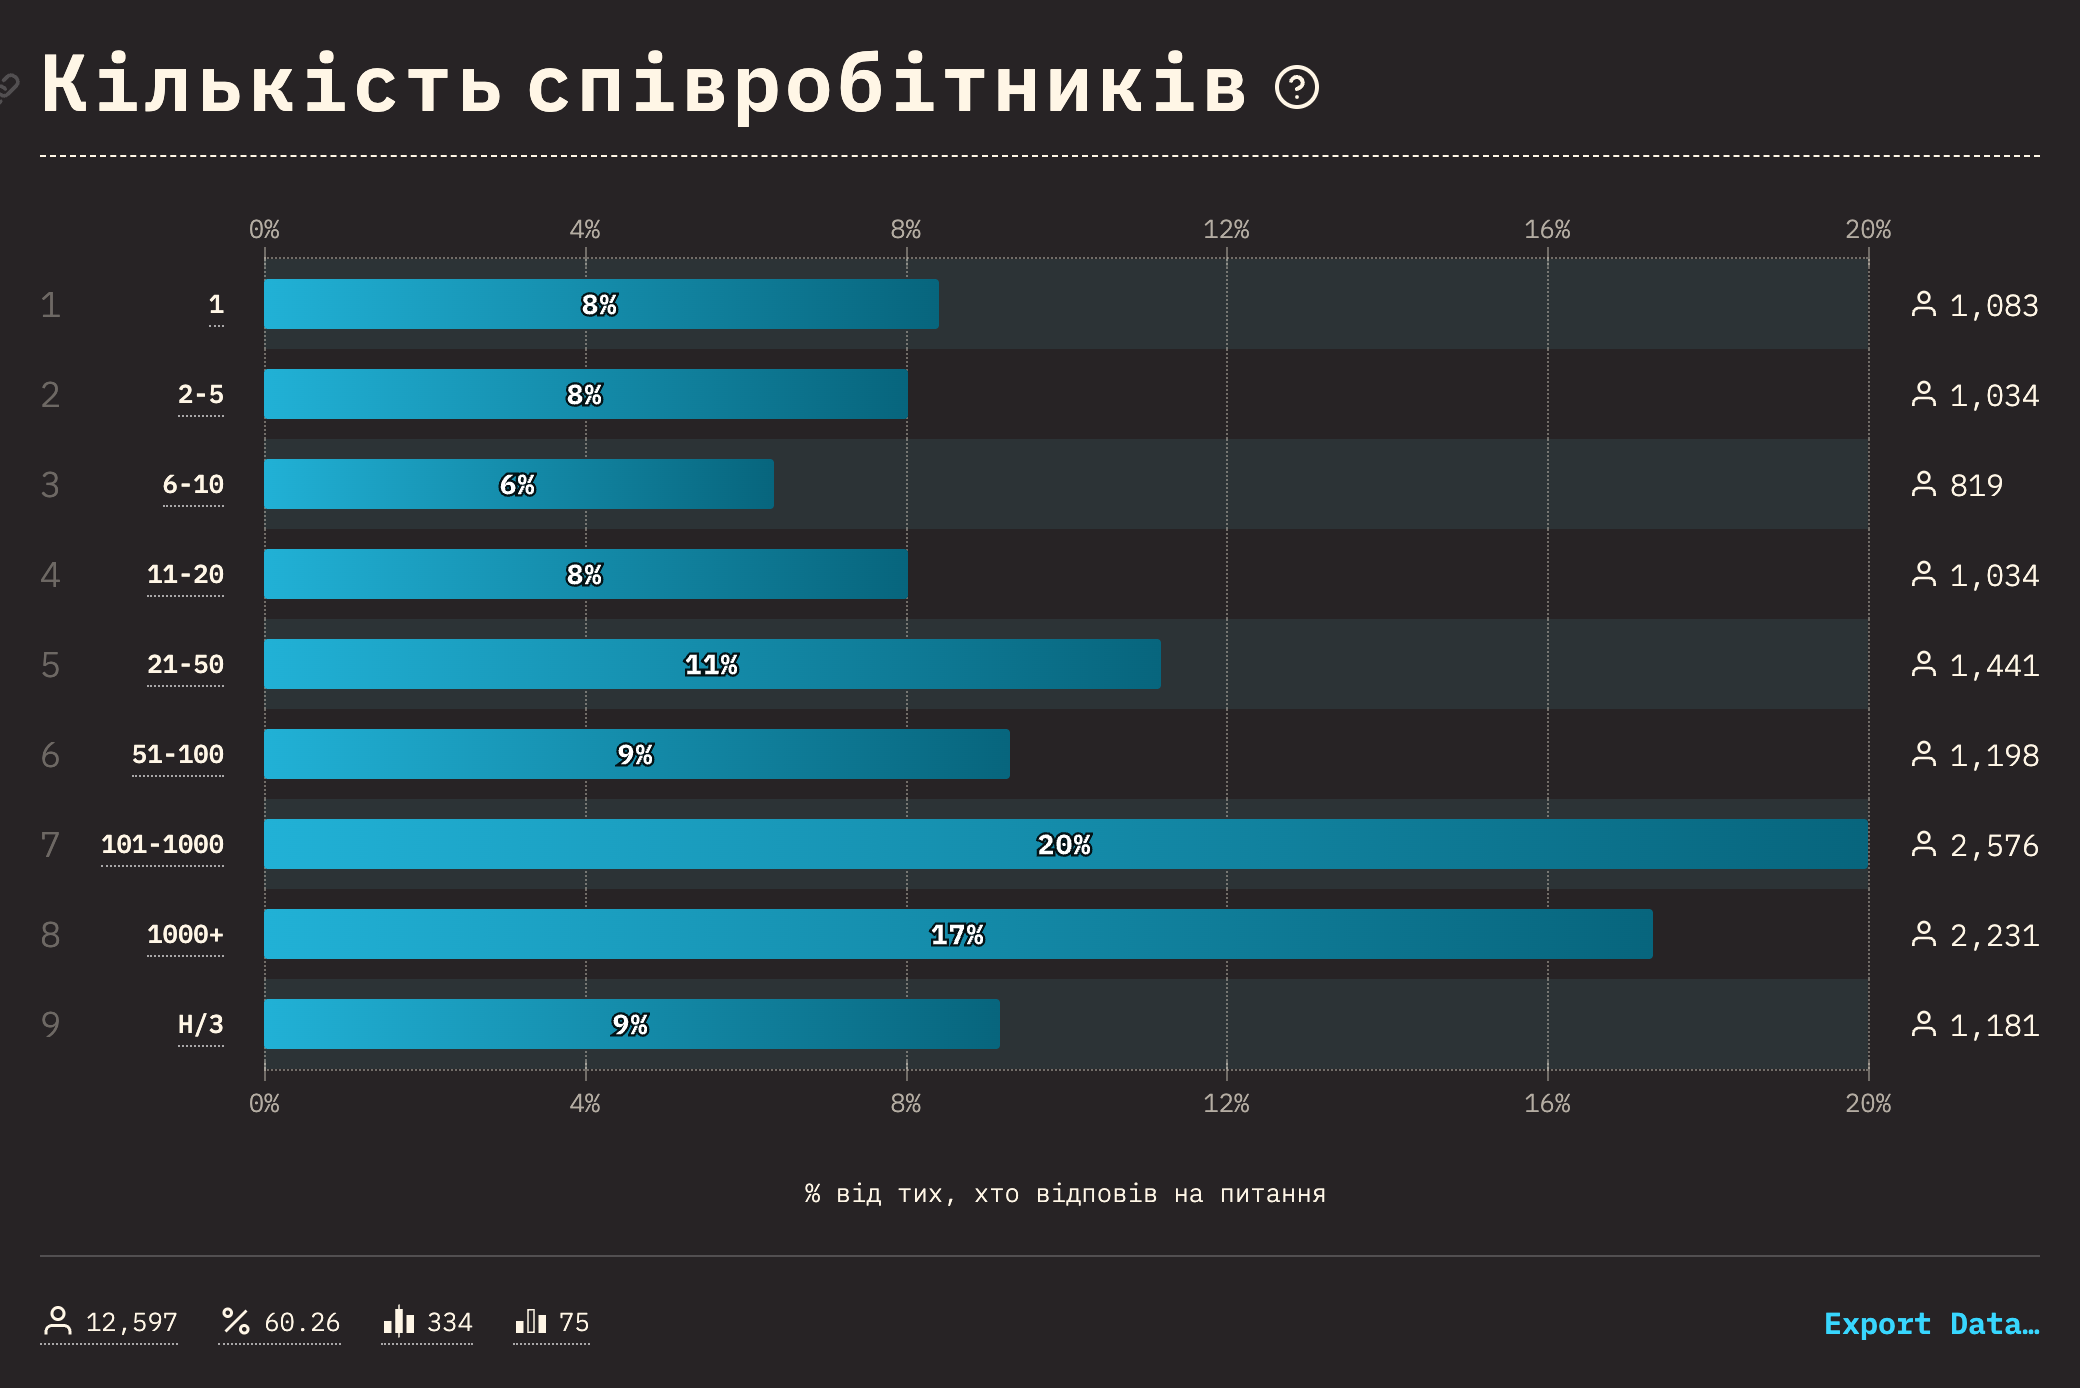 Кількість співробітників
0% 4% 8% 12% 16% 20%
1 1 8% 1,083
2 2-5 8% 1,034
3 6-10 6% 819
4 11-20 8% 1,034
5 21-50 11% 1,441
6 51-100 9% 1,198
7 101-1000 20% 2,576
8 1000+ 17% 2,231
9 Н/З 9% 1,181
0% 4% 8% 12% 16% 20%
% від тих, хто відповів на питання
12,597 % 60.26 334 75 Export Data…